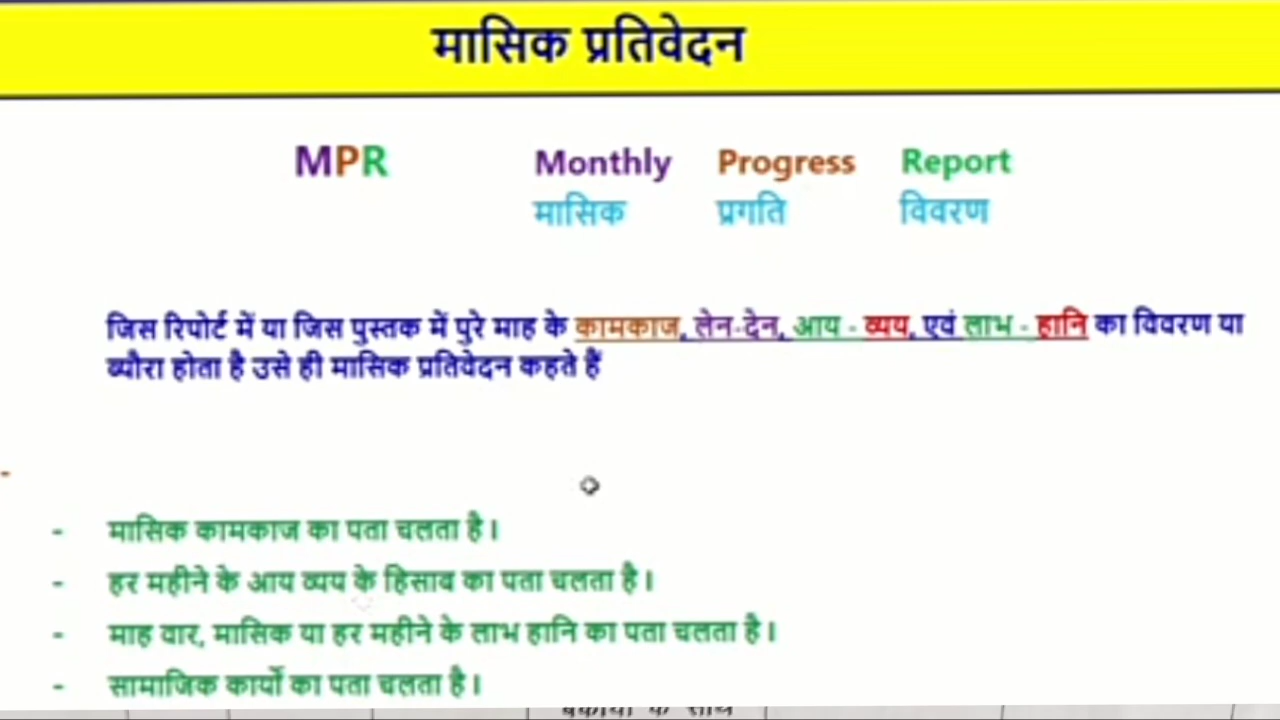 मासिक प्रतिवेदन
MPR Monthly Progress Report
मासिक प्रगति विवरण
जिस रिपोर्ट में या जिस पुस्तक में पुरे माह के कामकाज, लेन-देन, आय - व्यय, एवं लाभ - हानि का विवरण या
ब्यौरा होता है उसे ही मासिक प्रतिवेदन कहते हैं
-
- मासिक कामकाज का पता चलता है।
- हर महीने के आय व्यय के हिसाब का पता चलता है।
- माह वार, मासिक या हर महीने के लाभ हानि का पता चलता है।
- सामाजिक कार्यों का पता चलता है।